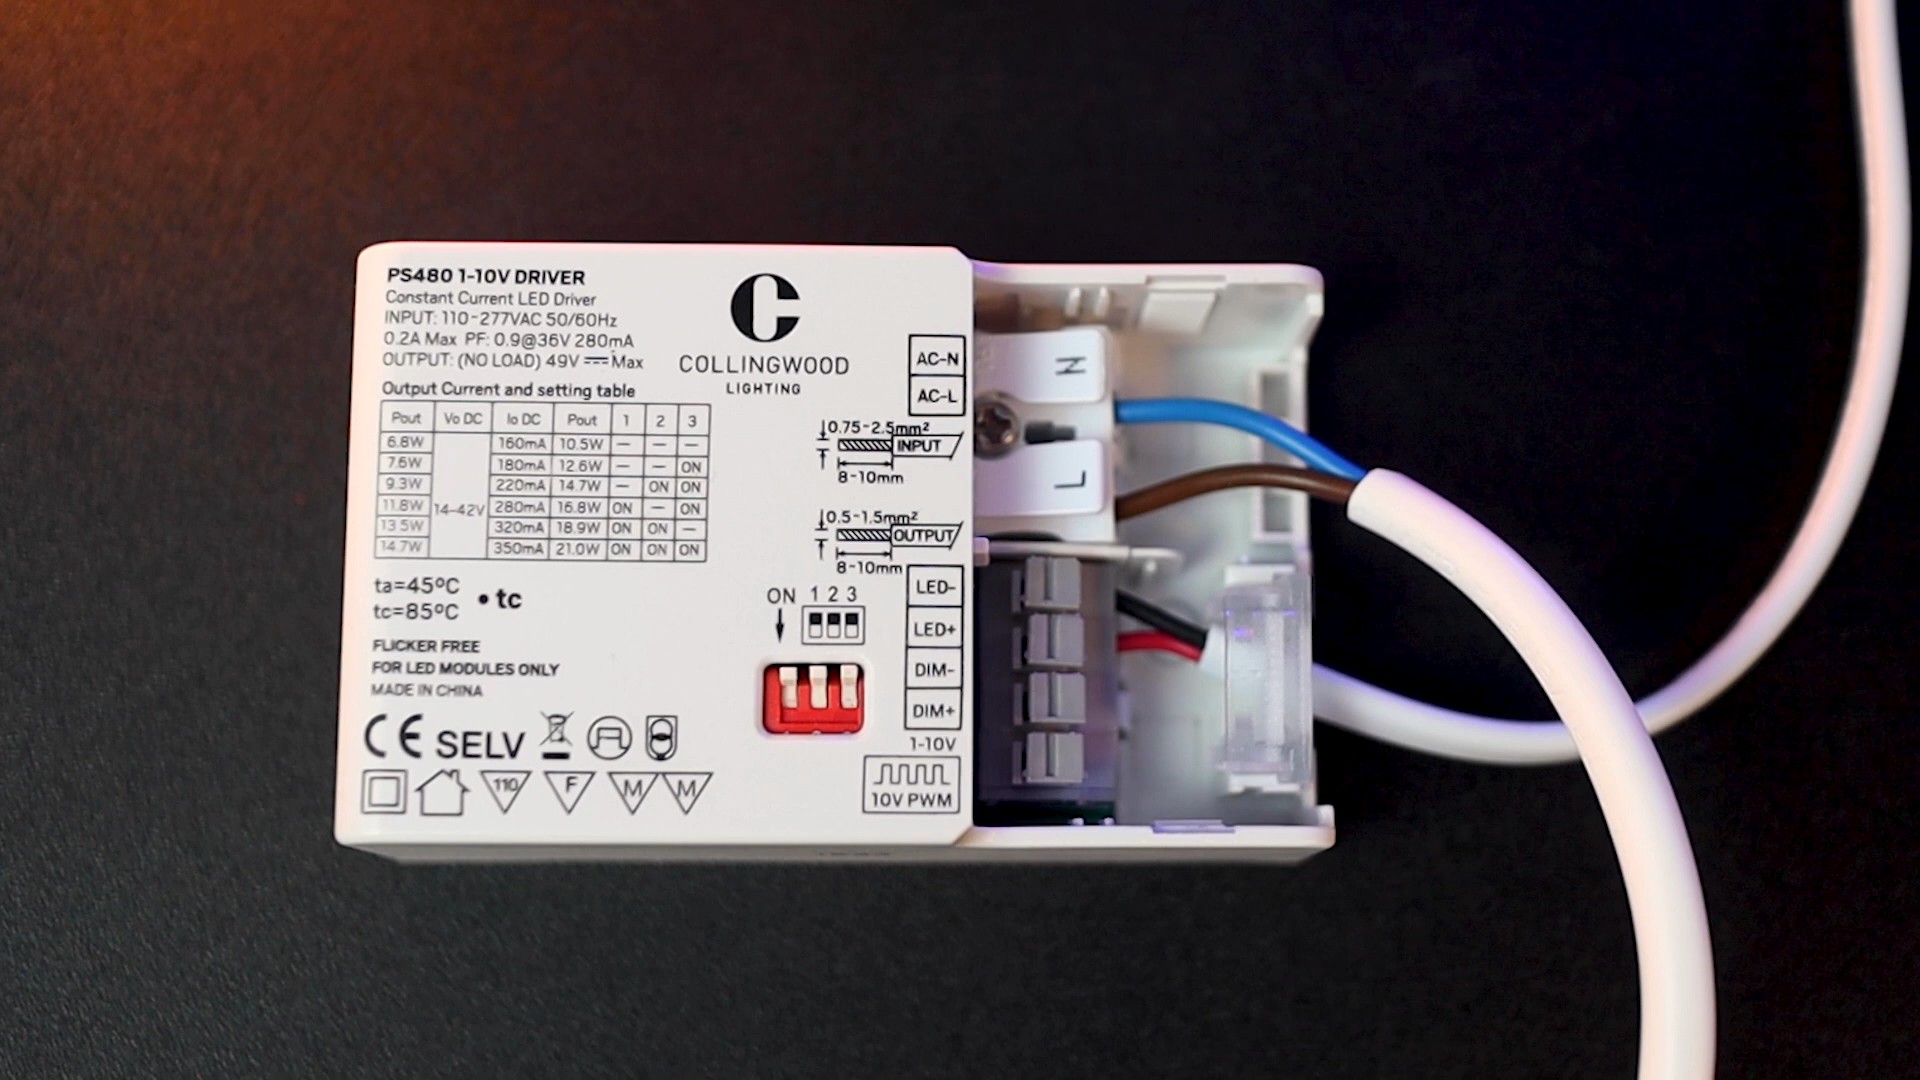 PS480 1-10V DRIVER
Constant Current LED Driver
INPUT: 110-277VAC 50/60Hz
0.2A Max PF: 0.9@36V 280mA
OUTPUT: (NO LOAD) 49V Max
Output Current and setting table
Pout Vo DC Io DC Pout 1 2 3
6.8W 160mA 10.5W — — —
7.6W 180mA 12.6W — — ON
9.3W 220mA 14.7W — ON ON
11.8W 14-42V 280mA 16.8W ON — ON
13.5W 320mA 18.9W ON ON —
14.7W 350mA 21.0W ON ON ON
ta=45ºC
tc=85ºC
• tc
FLICKER FREE
FOR LED MODULES ONLY
MADE IN CHINA
CE SELV
110 F M M
C
COLLINGWOOD
LIGHTING
AC-N
AC-L
0.75-2.5mm²
INPUT
8-10mm
0.5-1.5mm²
OUTPUT
8-10mm
ON 1 2 3
LED-
LED+
DIM-
DIM+
1-10V
10V PWM
N
L